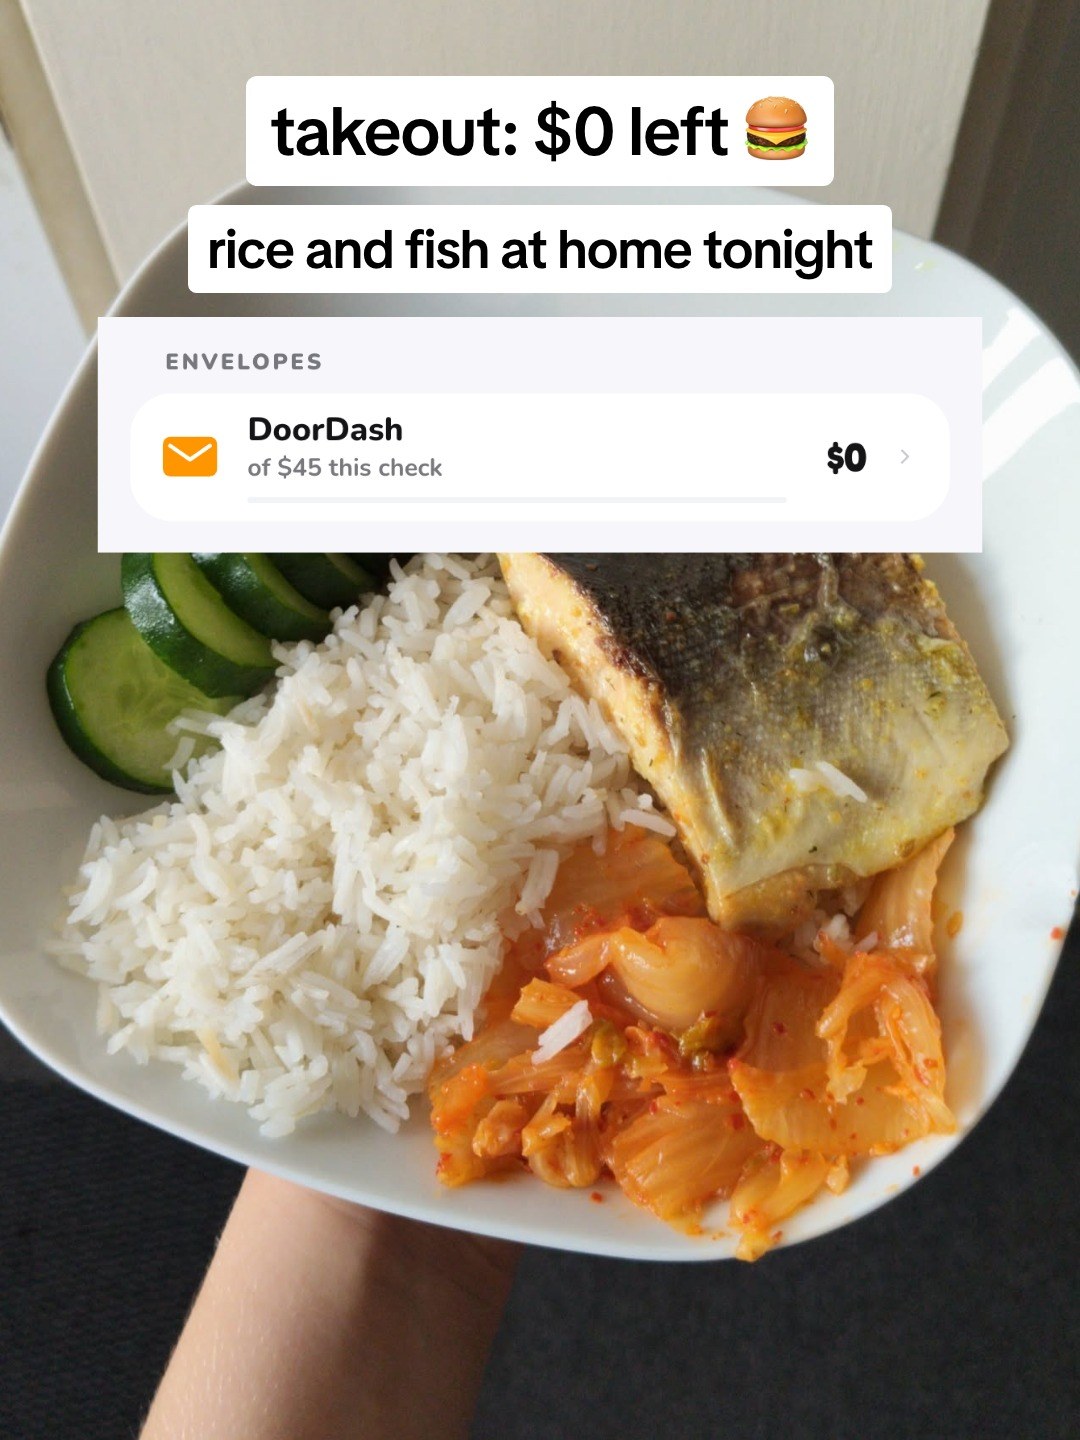 takeout: $0 left 🍔
rice and fish at home tonight
ENVELOPES
DoorDash
of $45 this check
$0